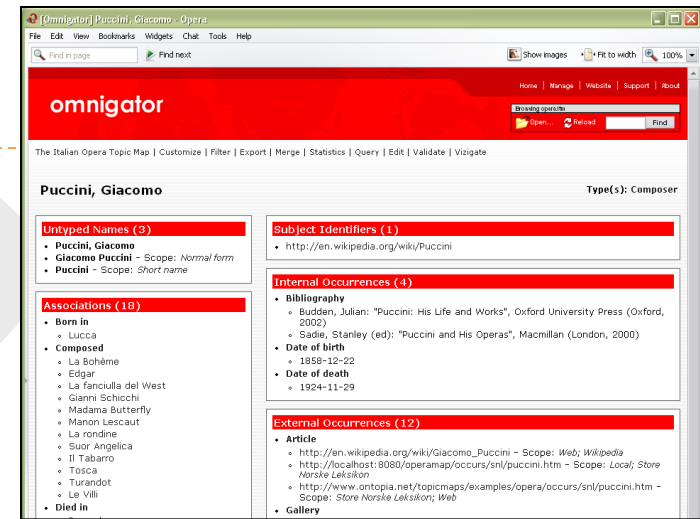 [Omnigator] Puccini, Giacomo - Opera
File Edit View Bookmarks Widgets Chat Tools Help
Find in page Find next Show images Fit to width 100%
Home | Manage | Website | Support | About
omnigator
Browsing opera.ltm
Open... Reload Find
The Italian Opera Topic Map | Customize | Filter | Export | Merge | Statistics | Query | Edit | Validate | Vizigate
Puccini, Giacomo Type(s): Composer
Untyped Names (3)
• Puccini, Giacomo
• Giacomo Puccini - Scope: Normal form
• Puccini - Scope: Short name
Associations (18)
• Born in
◦ Lucca
• Composed
◦ La Bohème
◦ Edgar
◦ La fanciulla del West
◦ Gianni Schicchi
◦ Madama Butterfly
◦ Manon Lescaut
◦ La rondine
◦ Suor Angelica
◦ Il Tabarro
◦ Tosca
◦ Turandot
◦ Le Villi
• Died in
Subject Identifiers (1)
• http://en.wikipedia.org/wiki/Puccini
Internal Occurrences (4)
• Bibliography
◦ Budden, Julian: "Puccini: His Life and Works", Oxford University Press (Oxford,
2002)
◦ Sadie, Stanley (ed): "Puccini and His Operas", Macmillan (London, 2000)
• Date of birth
◦ 1858-12-22
• Date of death
◦ 1924-11-29
External Occurrences (12)
• Article
◦ http://en.wikipedia.org/wiki/Giacomo_Puccini - Scope: Web; Wikipedia
◦ http://localhost:8080/operamap/occurs/snl/puccini.htm - Scope: Local; Store
Norske Leksikon
◦ http://www.ontopia.net/topicmaps/examples/opera/occurs/snl/puccini.htm -
Scope: Store Norske Leksikon; Web
• Gallery